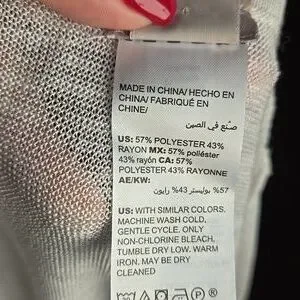 MADE IN CHINA/ HECHO EN
CHINA/ FABRIQUÉ EN
CHINE/
صنع في الصين
US: 57% POLYESTER 43%
RAYON MX: 57% poliéster
43% rayón CA: 57%
POLYESTER 43% RAYONNE
AE/KW:
57% بوليستر 43% رايون
US: WITH SIMILAR COLORS.
MACHINE WASH COLD,
GENTLE CYCLE. ONLY
NON-CHLORINE BLEACH.
TUMBLE DRY LOW. WARM
IRON. MAY BE DRY
CLEANED